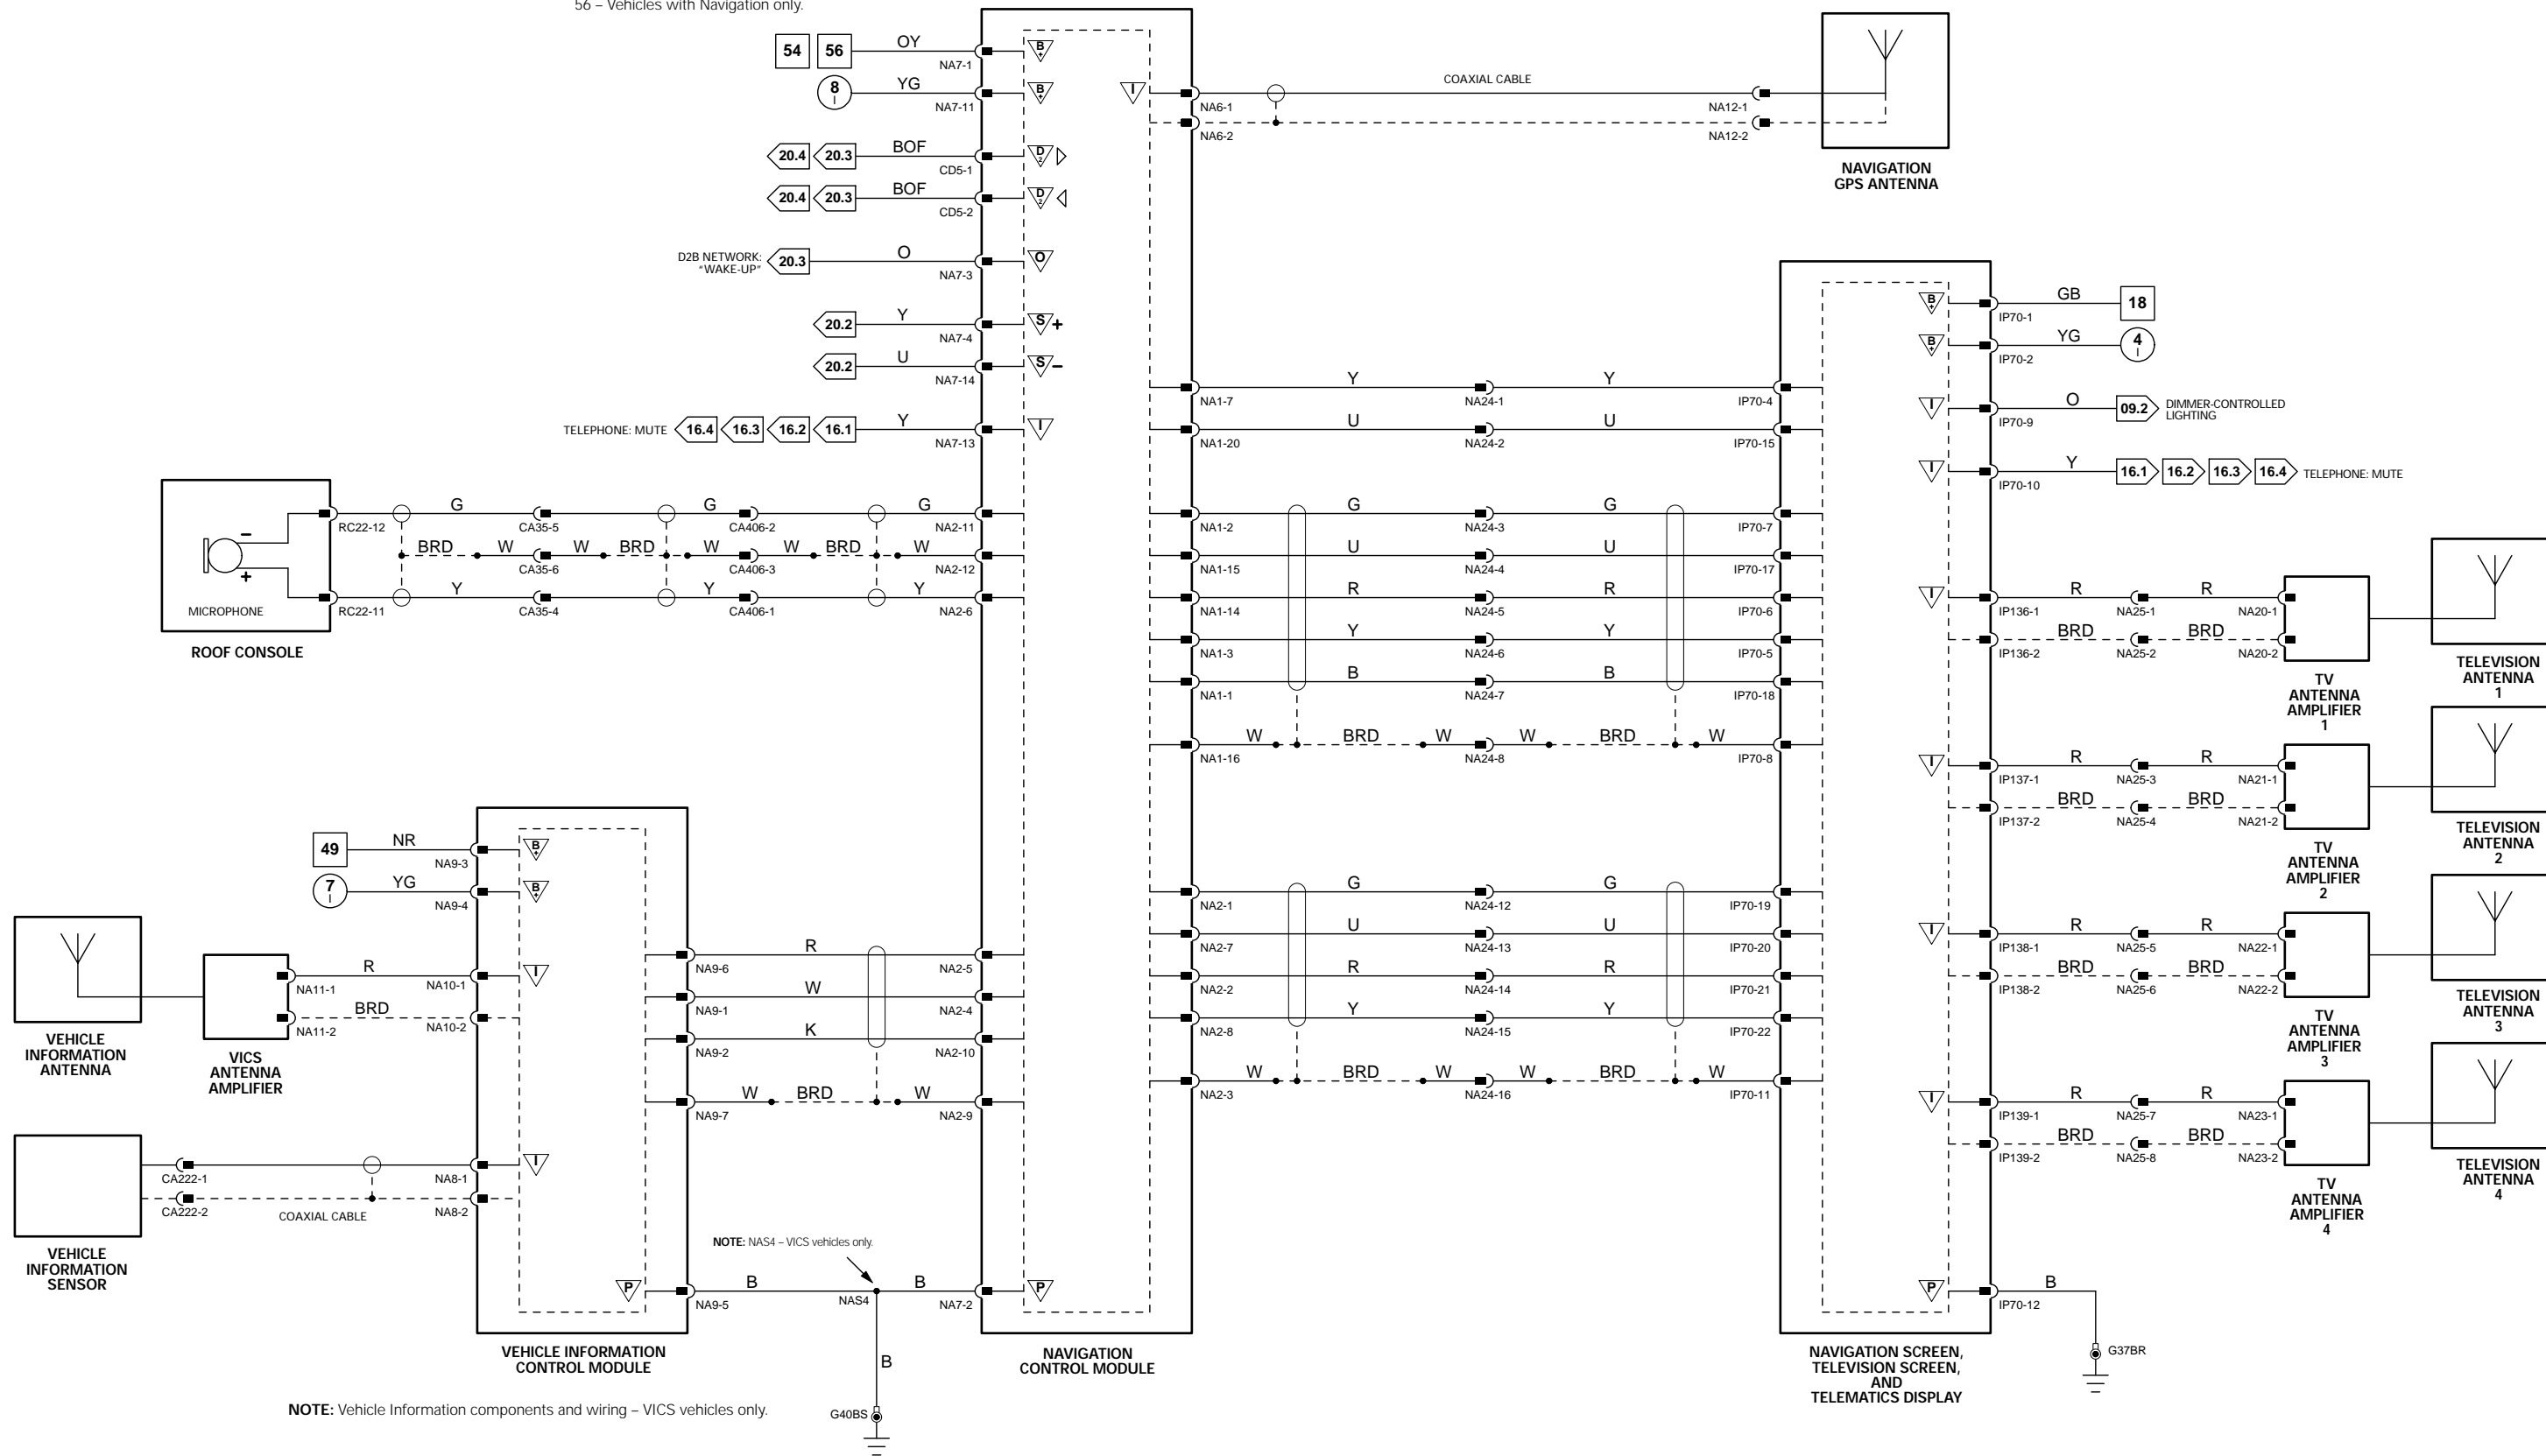 56 – Vehicles with Navigation only.
54 56 OY NA7-1 B+
8 I YG NA7-11 B+
20.4 20.3 BOF CD5-1 D2
20.4 20.3 BOF CD5-2 D2
D2B NETWORK:
“WAKE-UP”
20.3 O NA7-3 O
20.2 Y NA7-4 S +
20.2 U NA7-14 S –
TELEPHONE: MUTE 16.4 16.3 16.2 16.1 Y NA7-13 I
I NA6-1 COAXIAL CABLE NA12-1
NA6-2 NA12-2
NAVIGATION
GPS ANTENNA
– RC22-12 G CA35-5 G CA406-2 G NA2-11
BRD W CA35-6 W BRD W CA406-3 W BRD W NA2-12
+ RC22-11 Y CA35-4 Y CA406-1 Y NA2-6
MICROPHONE
ROOF CONSOLE
NA1-7 Y NA24-1 Y IP70-4
NA1-20 U NA24-2 U IP70-15
NA1-2 G NA24-3 G IP70-7
NA1-15 U NA24-4 U IP70-17
NA1-14 R NA24-5 R IP70-6
NA1-3 Y NA24-6 Y IP70-5
NA1-1 B NA24-7 B IP70-18
NA1-16 W BRD W NA24-8 W BRD W IP70-8
NA2-1 G NA24-12 G IP70-19
NA2-7 U NA24-13 U IP70-20
NA2-2 R NA24-14 R IP70-21
NA2-8 Y NA24-15 Y IP70-22
NA2-3 W BRD W NA24-16 W BRD W IP70-11
B+ IP70-1 GB 18
B+ IP70-2 YG 4 I
I IP70-9 O 09.2 DIMMER-CONTROLLED
LIGHTING
I IP70-10 Y 16.1 16.2 16.3 16.4 TELEPHONE: MUTE
I IP136-1 R NA25-1 R NA20-1
IP136-2 BRD NA25-2 BRD NA20-2
TV
ANTENNA
AMPLIFIER
1
TELEVISION
ANTENNA
1
I IP137-1 R NA25-3 R NA21-1
IP137-2 BRD NA25-4 BRD NA21-2
TV
ANTENNA
AMPLIFIER
2
TELEVISION
ANTENNA
2
I IP138-1 R NA25-5 R NA22-1
IP138-2 BRD NA25-6 BRD NA22-2
TV
ANTENNA
AMPLIFIER
3
TELEVISION
ANTENNA
3
I IP139-1 R NA25-7 R NA23-1
IP139-2 BRD NA25-8 BRD NA23-2
TV
ANTENNA
AMPLIFIER
4
TELEVISION
ANTENNA
4
P IP70-12 B G37BR
NAVIGATION SCREEN,
TELEVISION SCREEN,
AND
TELEMATICS DISPLAY
49 NR NA9-3 B+
7 I YG NA9-4 B+
NA11-1 R NA10-1 I
NA11-2 BRD NA10-2
VEHICLE
INFORMATION
ANTENNA
VICS
ANTENNA
AMPLIFIER
CA222-1 NA8-1 I
CA222-2 COAXIAL CABLE NA8-2
VEHICLE
INFORMATION
SENSOR
NA9-6 R NA2-5
NA9-1 W NA2-4
NA9-2 K NA2-10
NA9-7 W BRD W NA2-9
NOTE: NAS4 – VICS vehicles only.
P NA9-5 B NAS4 B NA7-2 P
VEHICLE INFORMATION
CONTROL MODULE
NAVIGATION
CONTROL MODULE
B
G40BS
NOTE: Vehicle Information components and wiring – VICS vehicles only.